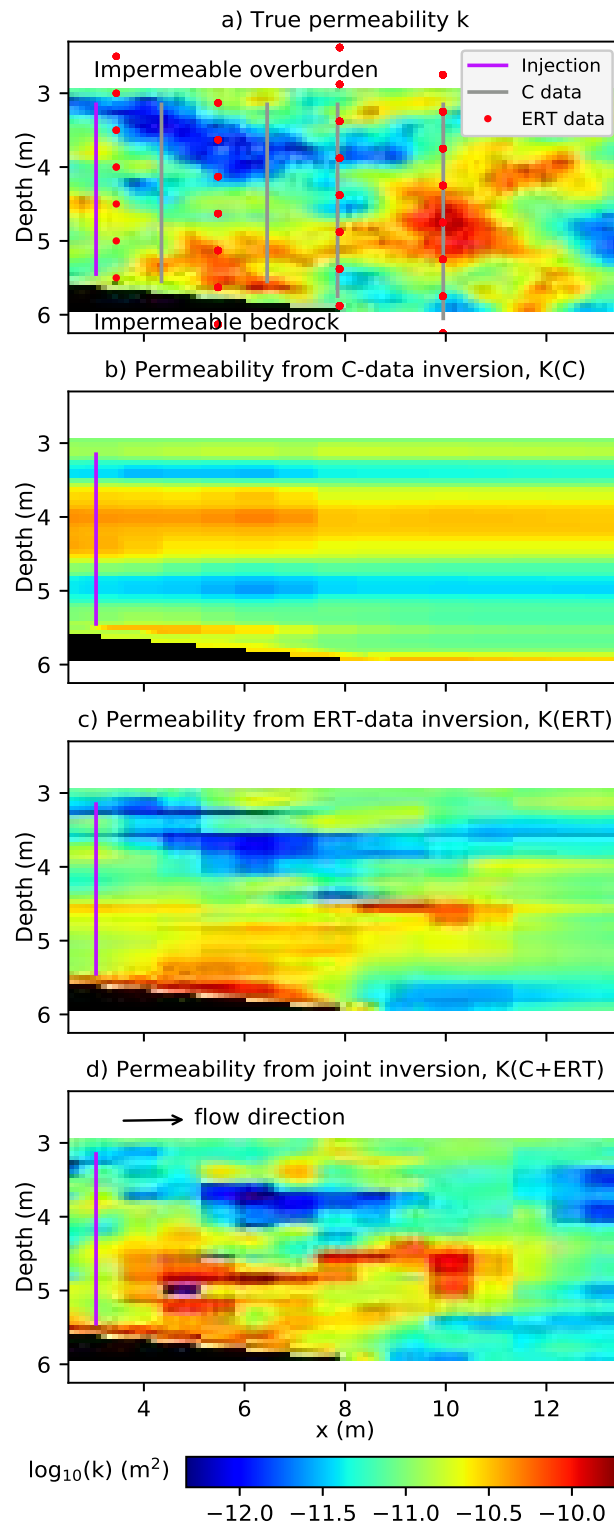 a) True permeability k
Impermeable overburden
Injection
C data
ERT data
3
4
5
6
Depth (m)
Impermeable bedrock
b) Permeability from C-data inversion, K(C)
3
4
5
6
Depth (m)
c) Permeability from ERT-data inversion, K(ERT)
3
4
5
6
Depth (m)
d) Permeability from joint inversion, K(C+ERT)
flow direction
3
4
5
6
Depth (m)
4 6 8 10 12
x (m)
log₁₀(k) (m²)
−12.0 −11.5 −11.0 −10.5 −10.0